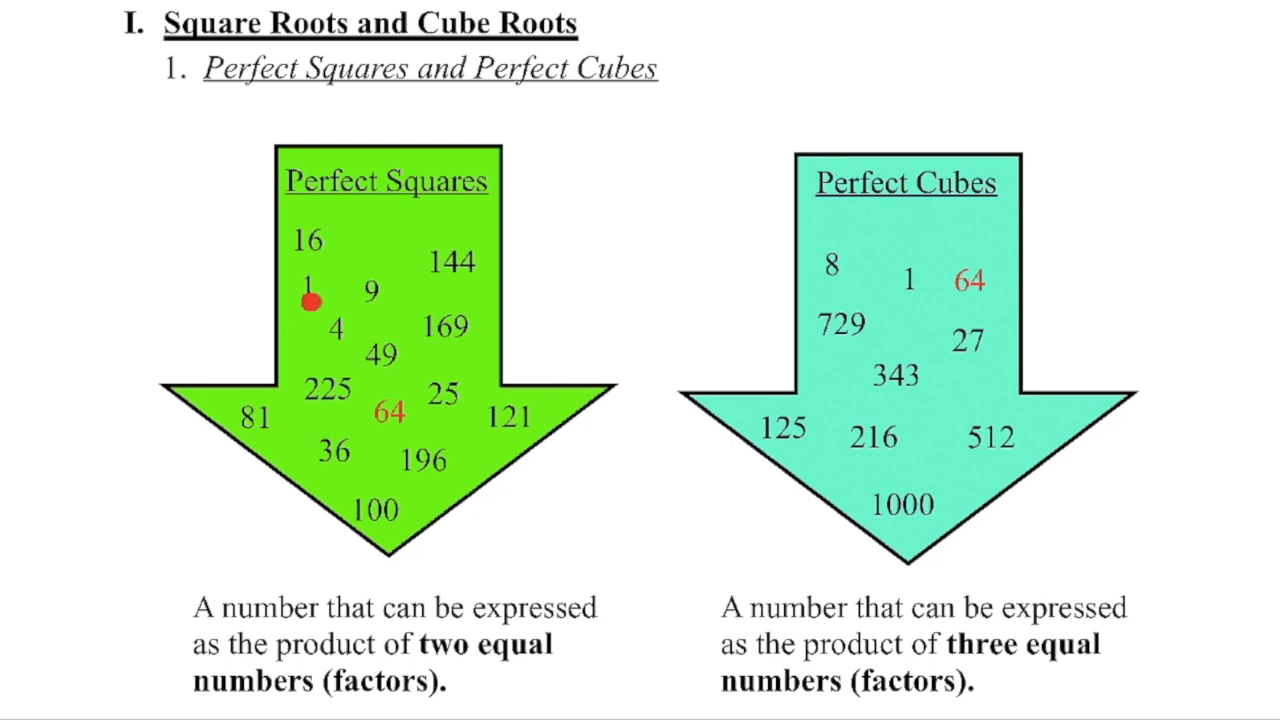 I. Square Roots and Cube Roots
1. Perfect Squares and Perfect Cubes
Perfect Squares
16
144
1
9
4
169
49
225
64
25
81
121
36
196
100
A number that can be expressed
as the product of two equal
numbers (factors).
Perfect Cubes
8
1
64
729
27
343
125
216
512
1000
A number that can be expressed
as the product of three equal
numbers (factors).